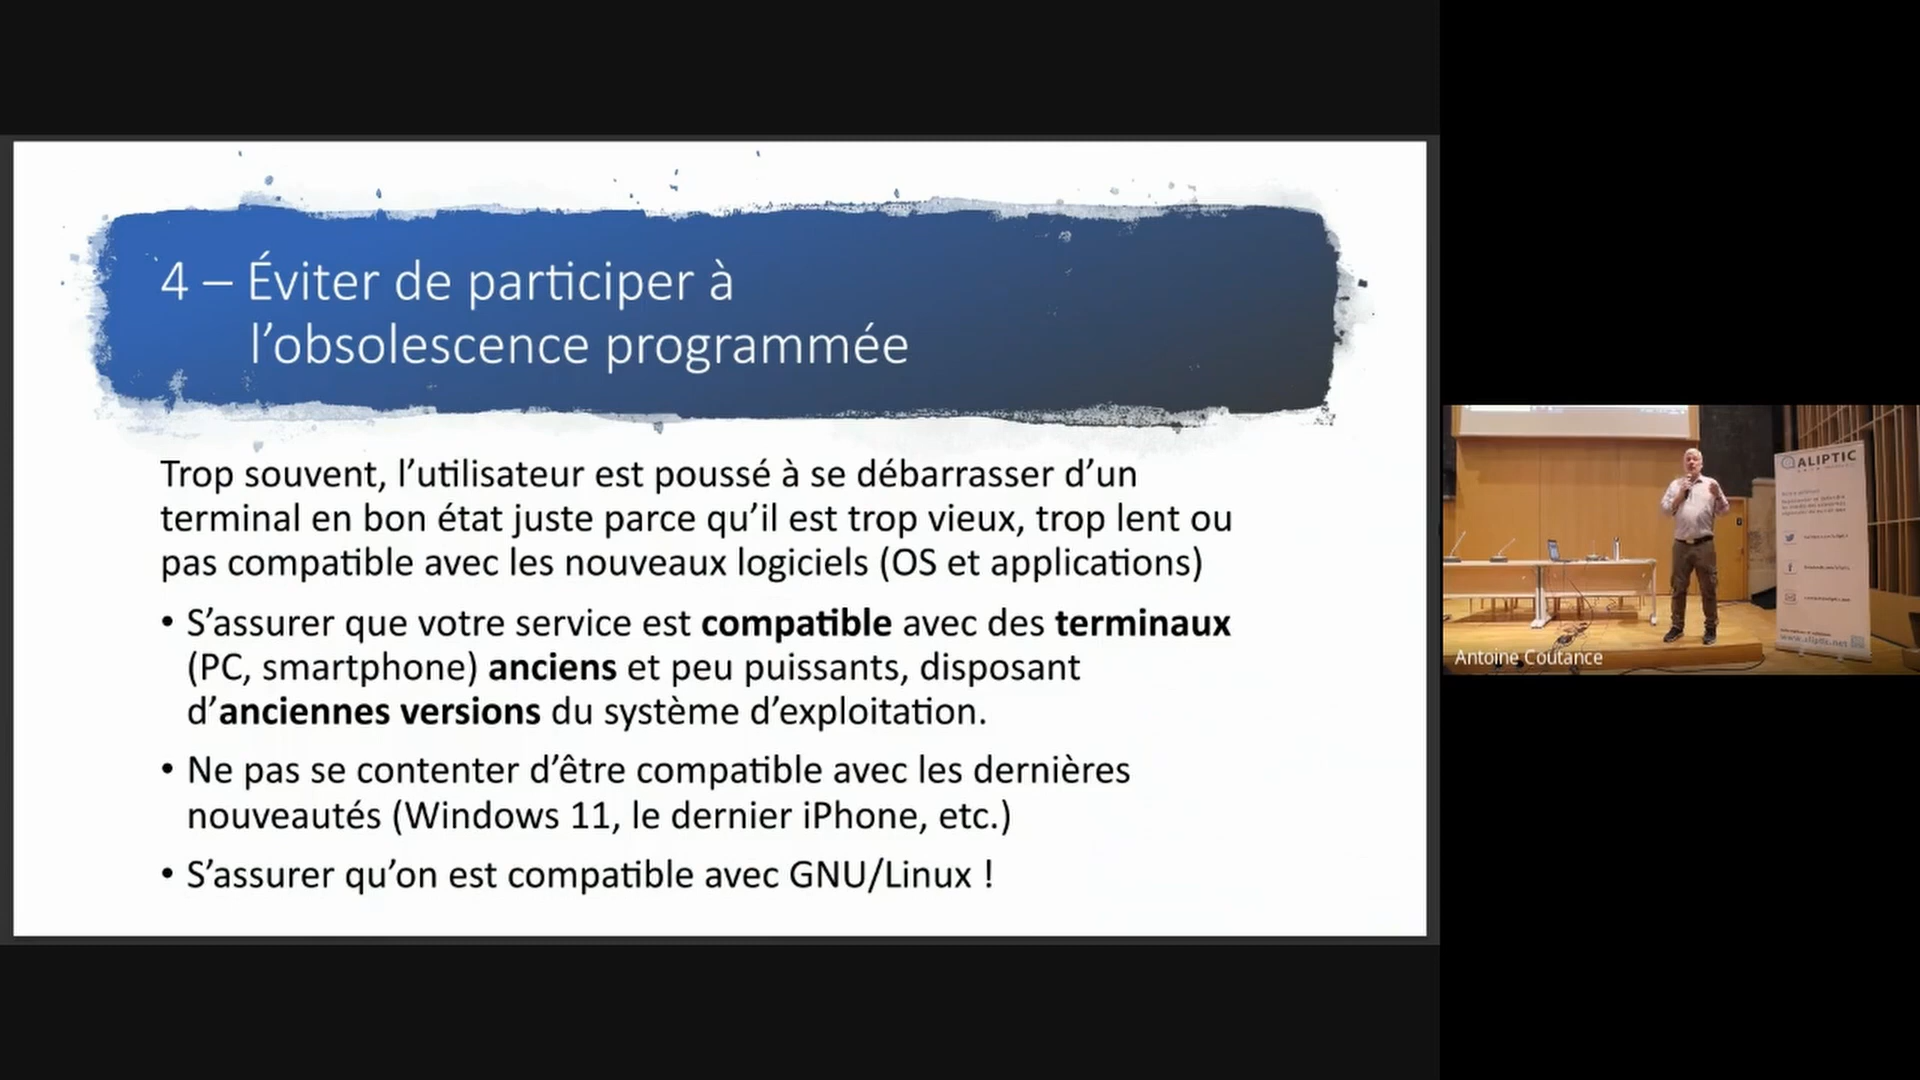 4 – Éviter de participer à
l’obsolescence programmée
Trop souvent, l’utilisateur est poussé à se débarrasser d’un
terminal en bon état juste parce qu’il est trop vieux, trop lent ou
pas compatible avec les nouveaux logiciels (OS et applications)
• S’assurer que votre service est compatible avec des terminaux
(PC, smartphone) anciens et peu puissants, disposant
d’anciennes versions du système d’exploitation.
• Ne pas se contenter d’être compatible avec les dernières
nouveautés (Windows 11, le dernier iPhone, etc.)
• S’assurer qu’on est compatible avec GNU/Linux !
ALIPTIC
www.aliptic.net
Antoine Coutance